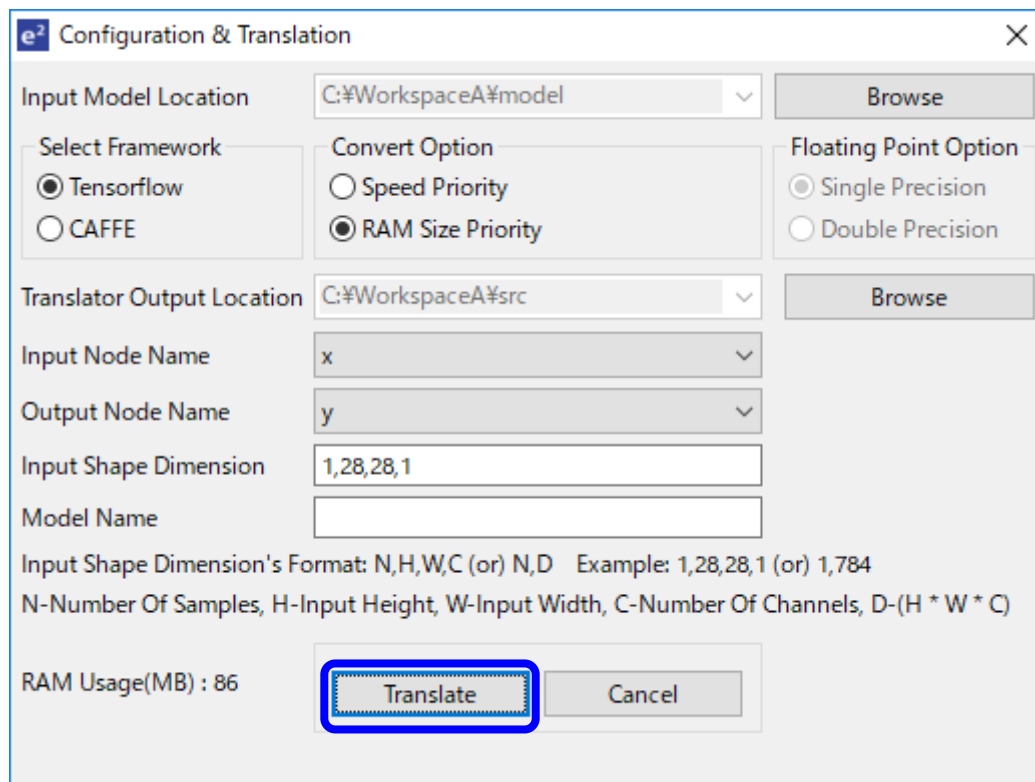 e² Configuration & Translation
Input Model Location C:¥WorkspaceA¥model Browse
Select Framework Convert Option Floating Point Option
Tensorflow Speed Priority Single Precision
CAFFE RAM Size Priority Double Precision
Translator Output Location C:¥WorkspaceA¥src Browse
Input Node Name x
Output Node Name y
Input Shape Dimension 1,28,28,1
Model Name
Input Shape Dimension's Format: N,H,W,C (or) N,D Example: 1,28,28,1 (or) 1,784
N-Number Of Samples, H-Input Height, W-Input Width, C-Number Of Channels, D-(H * W * C)
RAM Usage(MB) : 86 Translate Cancel